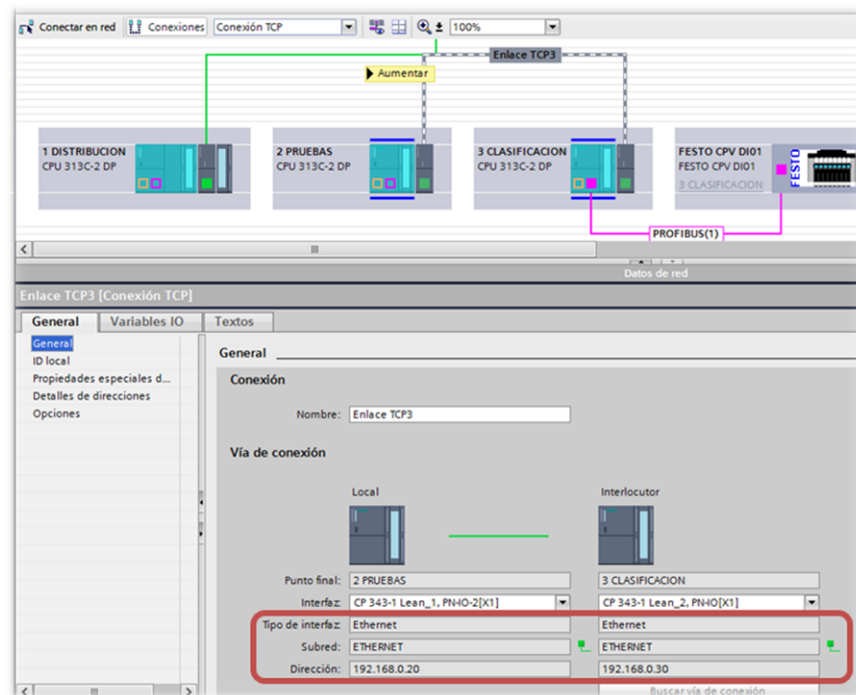 Conectar en red Conexiones Conexión TCP 100%
Enlace TCP3
Aumentar
1 DISTRIBUCION
CPU 313C-2 DP
2 PRUEBAS
CPU 313C-2 DP
3 CLASIFICACION
CPU 313C-2 DP
FESTO CPV DI01
FESTO CPV DI01
3 CLASIFICACION
FESTO
PROFIBUS(1)
Datos de red
Enlace TCP3 [Conexión TCP]
General Variables IO Textos
General
ID local
Propiedades especiales d...
Detalles de direcciones
Opciones
General
Conexión
Nombre: Enlace TCP3
Vía de conexión
Local Interlocutor
Punto final: 2 PRUEBAS 3 CLASIFICACION
Interfaz: CP 343-1 Lean_1, PN-IO-2[X1] CP 343-1 Lean_2, PN-IO[X1]
Tipo de interfaz: Ethernet Ethernet
Subred: ETHERNET ETHERNET
Dirección: 192.168.0.20 192.168.0.30
Buscar vía de conexión